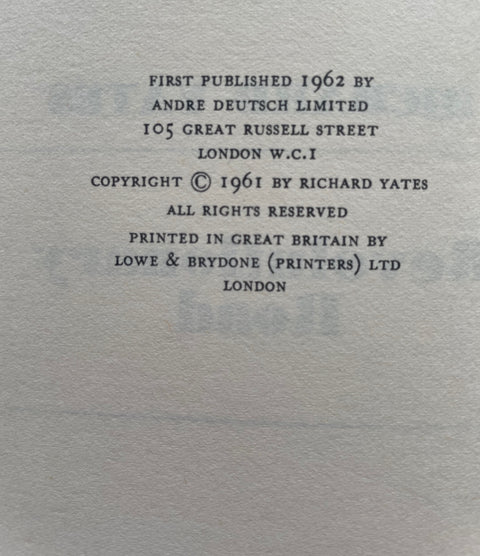 FIRST PUBLISHED 1962 BY
ANDRE DEUTSCH LIMITED
105 GREAT RUSSELL STREET
LONDON W.C.1
COPYRIGHT © 1961 BY RICHARD YATES
ALL RIGHTS RESERVED
PRINTED IN GREAT BRITAIN BY
LOWE & BRYDONE (PRINTERS) LTD
LONDON